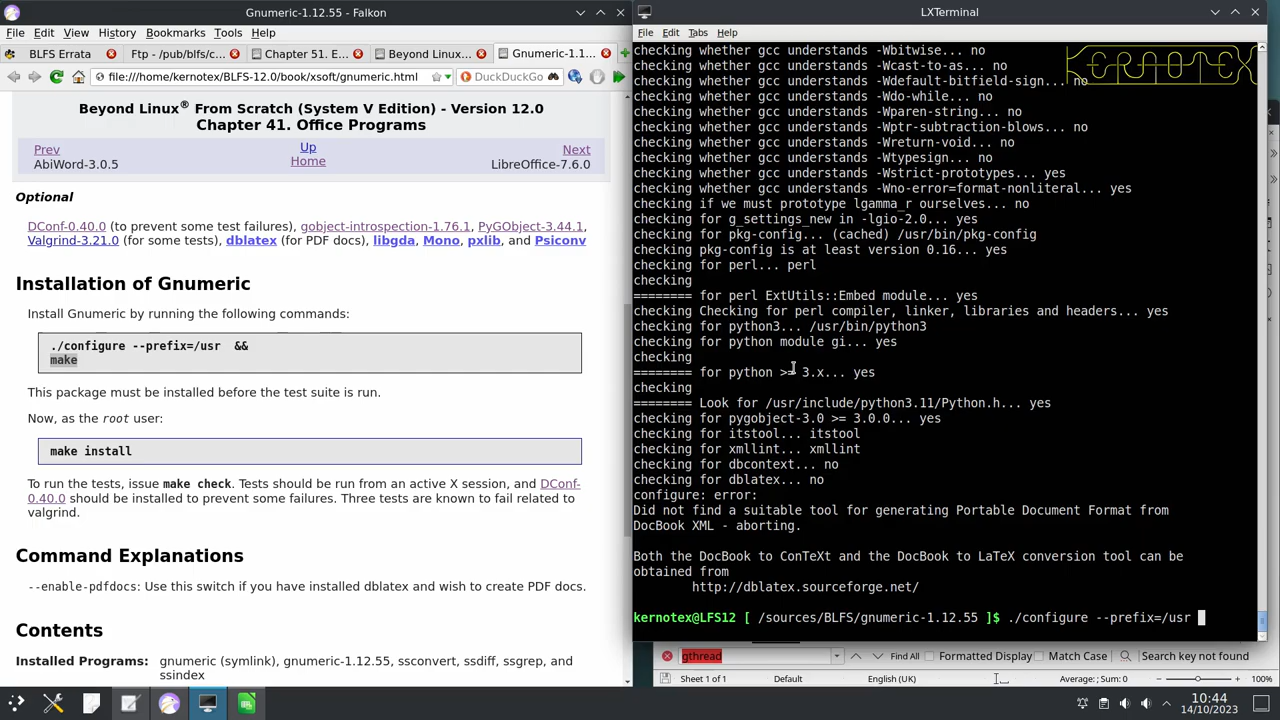 Gnumeric-1.12.55 - Falkon
File Edit View History Bookmarks Tools Help
BLFS Errata
Ftp - /pub/blfs/c...
Chapter 51. E...
Beyond Linux...
Gnumeric-1.1...
file:///home/kernotex/BLFS-12.0/book/xsoft/gnumeric.html
DuckDuckGo
Beyond Linux® From Scratch (System V Edition) - Version 12.0
Chapter 41. Office Programs
Prev Up Next
AbiWord-3.0.5 Home LibreOffice-7.6.0
Optional
DConf-0.40.0 (to prevent some test failures), gobject-introspection-1.76.1, PyGObject-3.44.1,
Valgrind-3.21.0 (for some tests), dblatex (for PDF docs), libgda, Mono, pxlib, and Psiconv
Installation of Gnumeric
Install Gnumeric by running the following commands:
./configure --prefix=/usr  &&
make
This package must be installed before the test suite is run.
Now, as the root user:
make install
To run the tests, issue make check. Tests should be run from an active X session, and DConf-
0.40.0 should be installed to prevent some failures. Three tests are known to fail related to
valgrind.
Command Explanations
--enable-pdfdocs: Use this switch if you have installed dblatex and wish to create PDF docs.
Contents
Installed Programs: gnumeric (symlink), gnumeric-1.12.55, ssconvert, ssdiff, ssgrep, and
ssindex
LXTerminal
File Edit Tabs Help
KERNOTEX
checking whether gcc understands -Wbitwise... no
checking whether gcc understands -Wcast-to-as... no
checking whether gcc understands -Wdefault-bitfield-sign... no
checking whether gcc understands -Wdo-while... no
checking whether gcc understands -Wparen-string... no
checking whether gcc understands -Wptr-subtraction-blows... no
checking whether gcc understands -Wreturn-void... no
checking whether gcc understands -Wtypesign... no
checking whether gcc understands -Wstrict-prototypes... yes
checking whether gcc understands -Wno-error=format-nonliteral... yes
checking if we must prototype lgamma_r ourselves... no
checking for g_settings_new in -lgio-2.0... yes
checking for pkg-config... (cached) /usr/bin/pkg-config
checking pkg-config is at least version 0.16... yes
checking for perl... perl
checking
======== for perl ExtUtils::Embed module... yes
checking Checking for perl compiler, linker, libraries and headers... yes
checking for python3... /usr/bin/python3
checking for python module gi... yes
checking
======== for python >= 3.x... yes
checking
======== Look for /usr/include/python3.11/Python.h... yes
checking for pygobject-3.0 >= 3.0.0... yes
checking for itstool... itstool
checking for xmllint... xmllint
checking for dbcontext... no
checking for dblatex... no
configure: error:
Did not find a suitable tool for generating Portable Document Format from
DocBook XML - aborting.
Both the DocBook to ConTeXt and the DocBook to LaTeX conversion tool can be
obtained from
http://dblatex.sourceforge.net/
kernotex@LFS12 [ /sources/BLFS/gnumeric-1.12.55 ]$ ./configure --prefix=/usr
gthread
Find All Formatted Display Match Case Search key not found
Sheet 1 of 1 Default English (UK) Average: ; Sum: 0 100%
10:44
14/10/2023